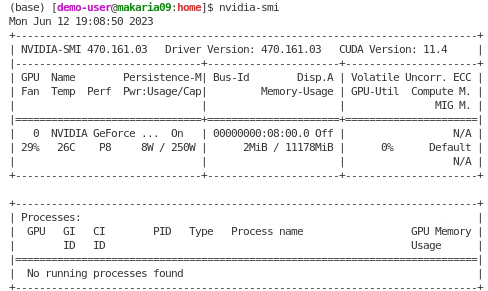 (base) [demo-user@makaria09:home]$ nvidia-smi
Mon Jun 12 19:08:50 2023
+-----------------------------------------------------------------------------+
| NVIDIA-SMI 470.161.03   Driver Version: 470.161.03   CUDA Version: 11.4     |
|-------------------------------+----------------------+----------------------+
| GPU  Name        Persistence-M| Bus-Id        Disp.A | Volatile Uncorr. ECC |
| Fan  Temp  Perf  Pwr:Usage/Cap|         Memory-Usage | GPU-Util  Compute M. |
|                               |                      |               MIG M. |
|===============================+======================+======================|
|   0  NVIDIA GeForce ...  On   | 00000000:08:00.0 Off |                  N/A |
| 29%   26C    P8     8W / 250W |      2MiB / 11178MiB |      0%      Default |
|                               |                      |                  N/A |
+-------------------------------+----------------------+----------------------+

+-----------------------------------------------------------------------------+
| Processes:                                                                  |
|  GPU   GI   CI        PID   Type   Process name                  GPU Memory |
|        ID   ID                                                   Usage      |
|=============================================================================|
|  No running processes found                                                 |
+-----------------------------------------------------------------------------+